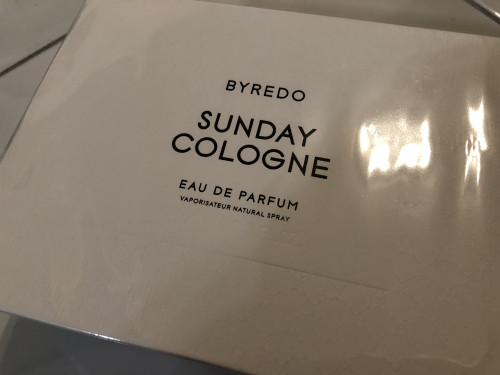 BYREDO
SUNDAY
COLOGNE
EAU DE PARFUM
VAPORISATEUR NATURAL SPRAY